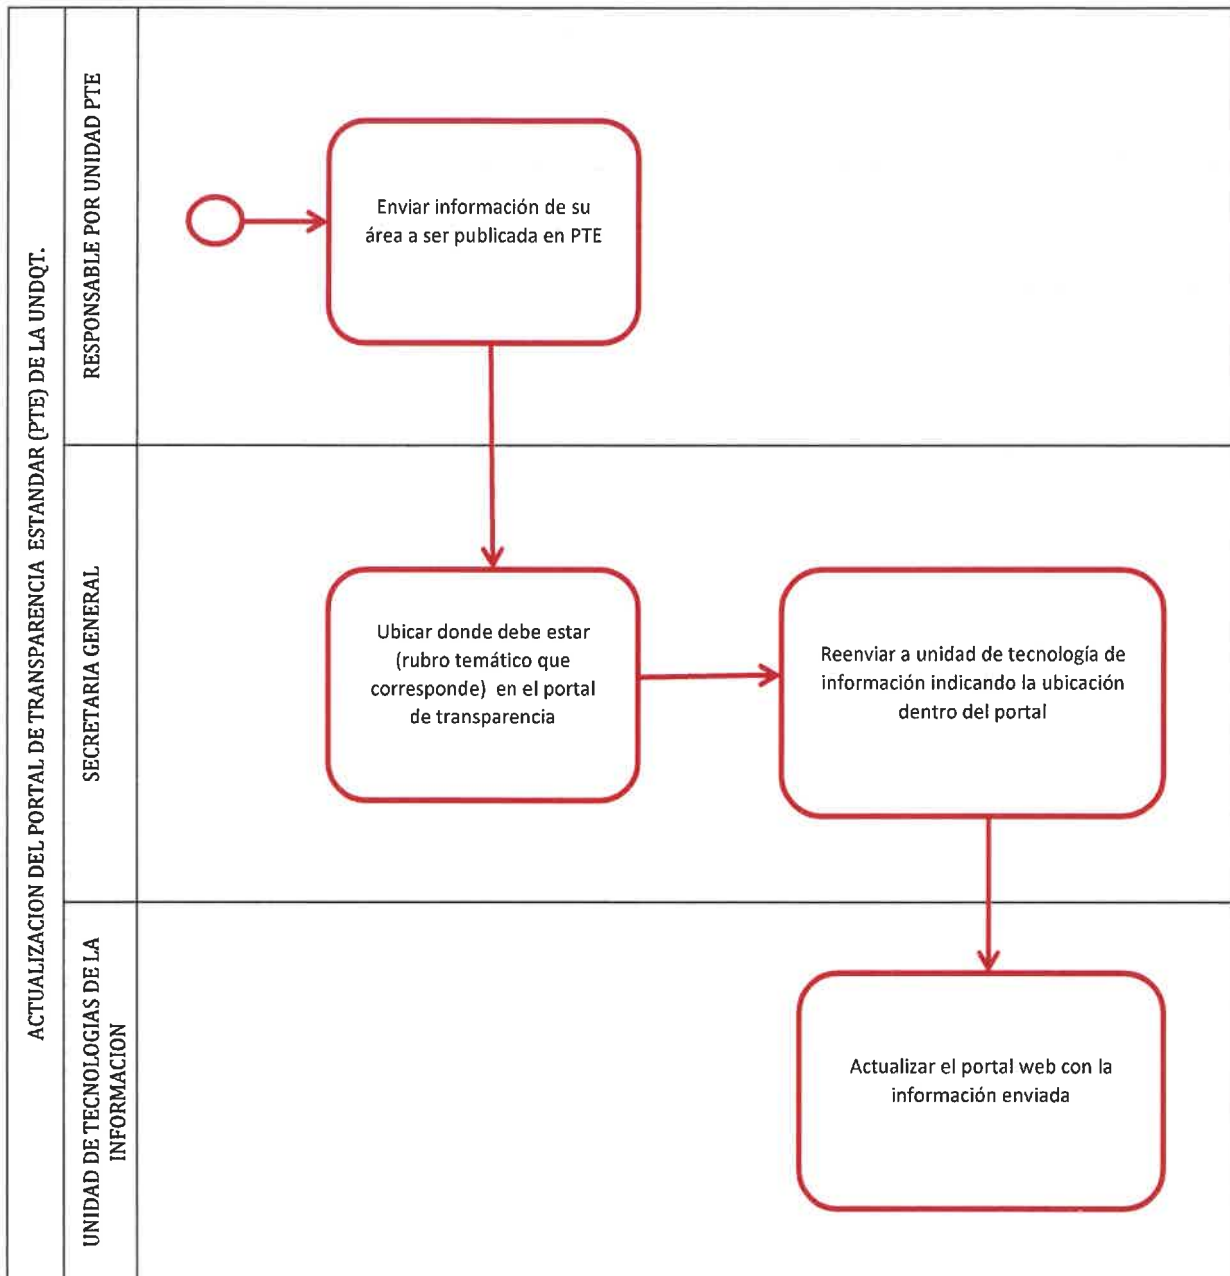 ACTUALIZACION DEL PORTAL DE TRANSPARENCIA ESTANDAR (PTE) DE LA UNDQT.
RESPONSABLE POR UNIDAD PTE
Enviar información de su
área a ser publicada en PTE
SECRETARIA GENERAL
Ubicar donde debe estar
(rubro temático que
corresponde) en el portal
de transparencia
Reenviar a unidad de tecnología de
información indicando la ubicación
dentro del portal
UNIDAD DE TECNOLOGIAS DE LA
INFORMACION
Actualizar el portal web con la
información enviada